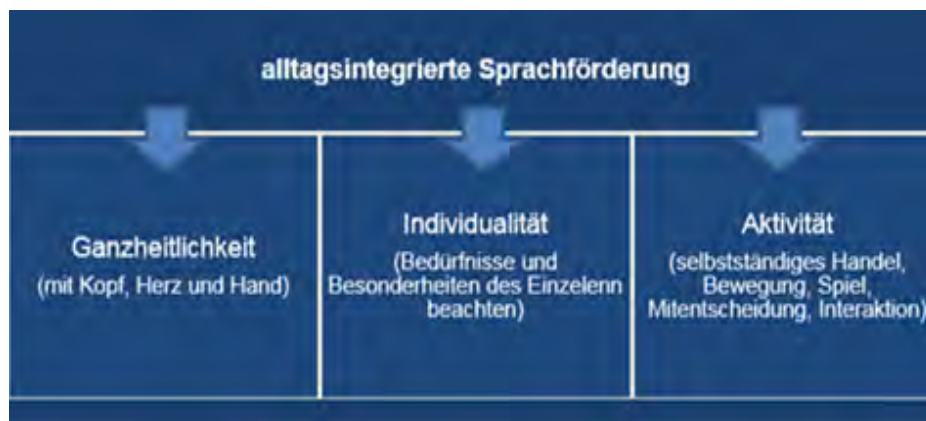 alltagsintegrierte Sprachförderung
Ganzheitlichkeit
(mit Kopf, Herz und Hand)
Individualität
(Bedürfnisse und
Besonderheiten des Einzelenn
beachten)
Aktivität
(selbstständiges Handel,
Bewegung, Spiel,
Mitentscheidung, Interaktion)